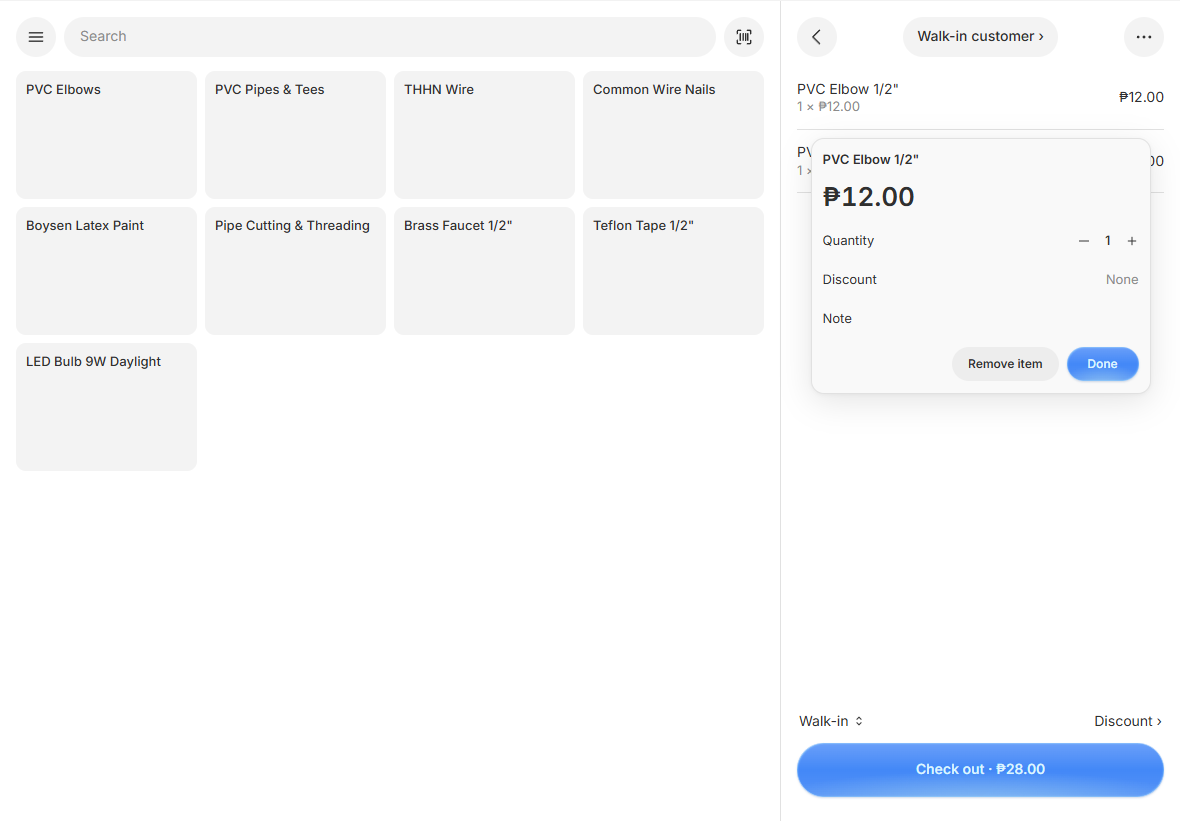 Search
PVC Elbows
PVC Pipes & Tees
THHN Wire
Common Wire Nails
Boysen Latex Paint
Pipe Cutting & Threading
Brass Faucet 1/2"
Teflon Tape 1/2"
LED Bulb 9W Daylight
Walk-in customer ›
PVC Elbow 1/2"
₱12.00
1 × ₱12.00
PVC Elbow 1/2"
₱12.00
Quantity
− 1 +
Discount
None
Note
Remove item
Done
Walk-in
Discount ›
Check out · ₱28.00